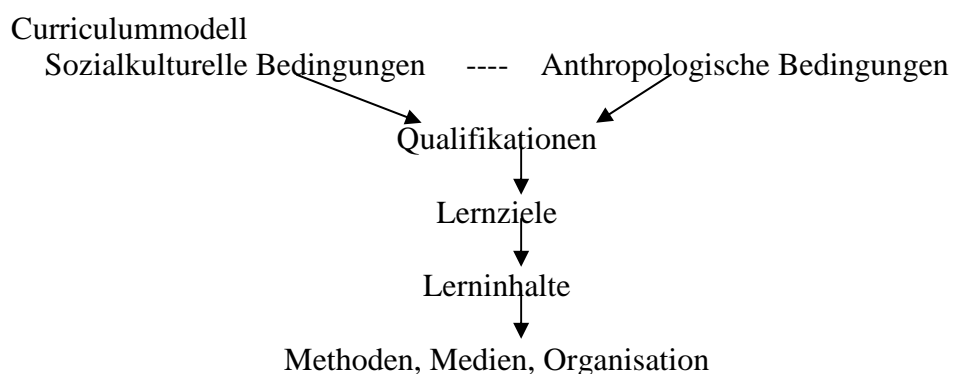 Curriculummodell
Sozialkulturelle Bedingungen ---- Anthropologische Bedingungen
Qualifikationen
Lernziele
Lerninhalte
Methoden, Medien, Organisation